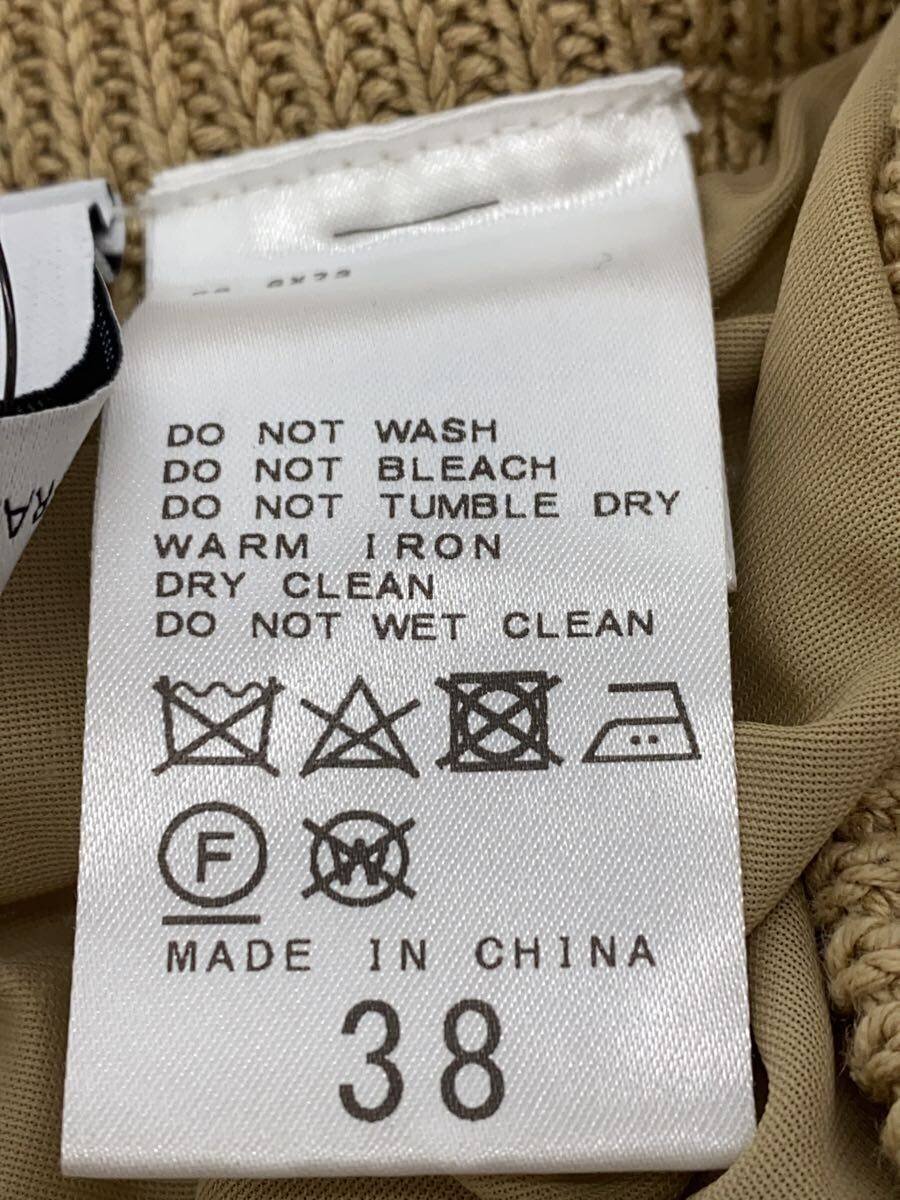 DO NOT WASH
DO NOT BLEACH
DO NOT TUMBLE DRY
WARM IRON
DRY CLEAN
DO NOT WET CLEAN
F W
MADE IN CHINA
38